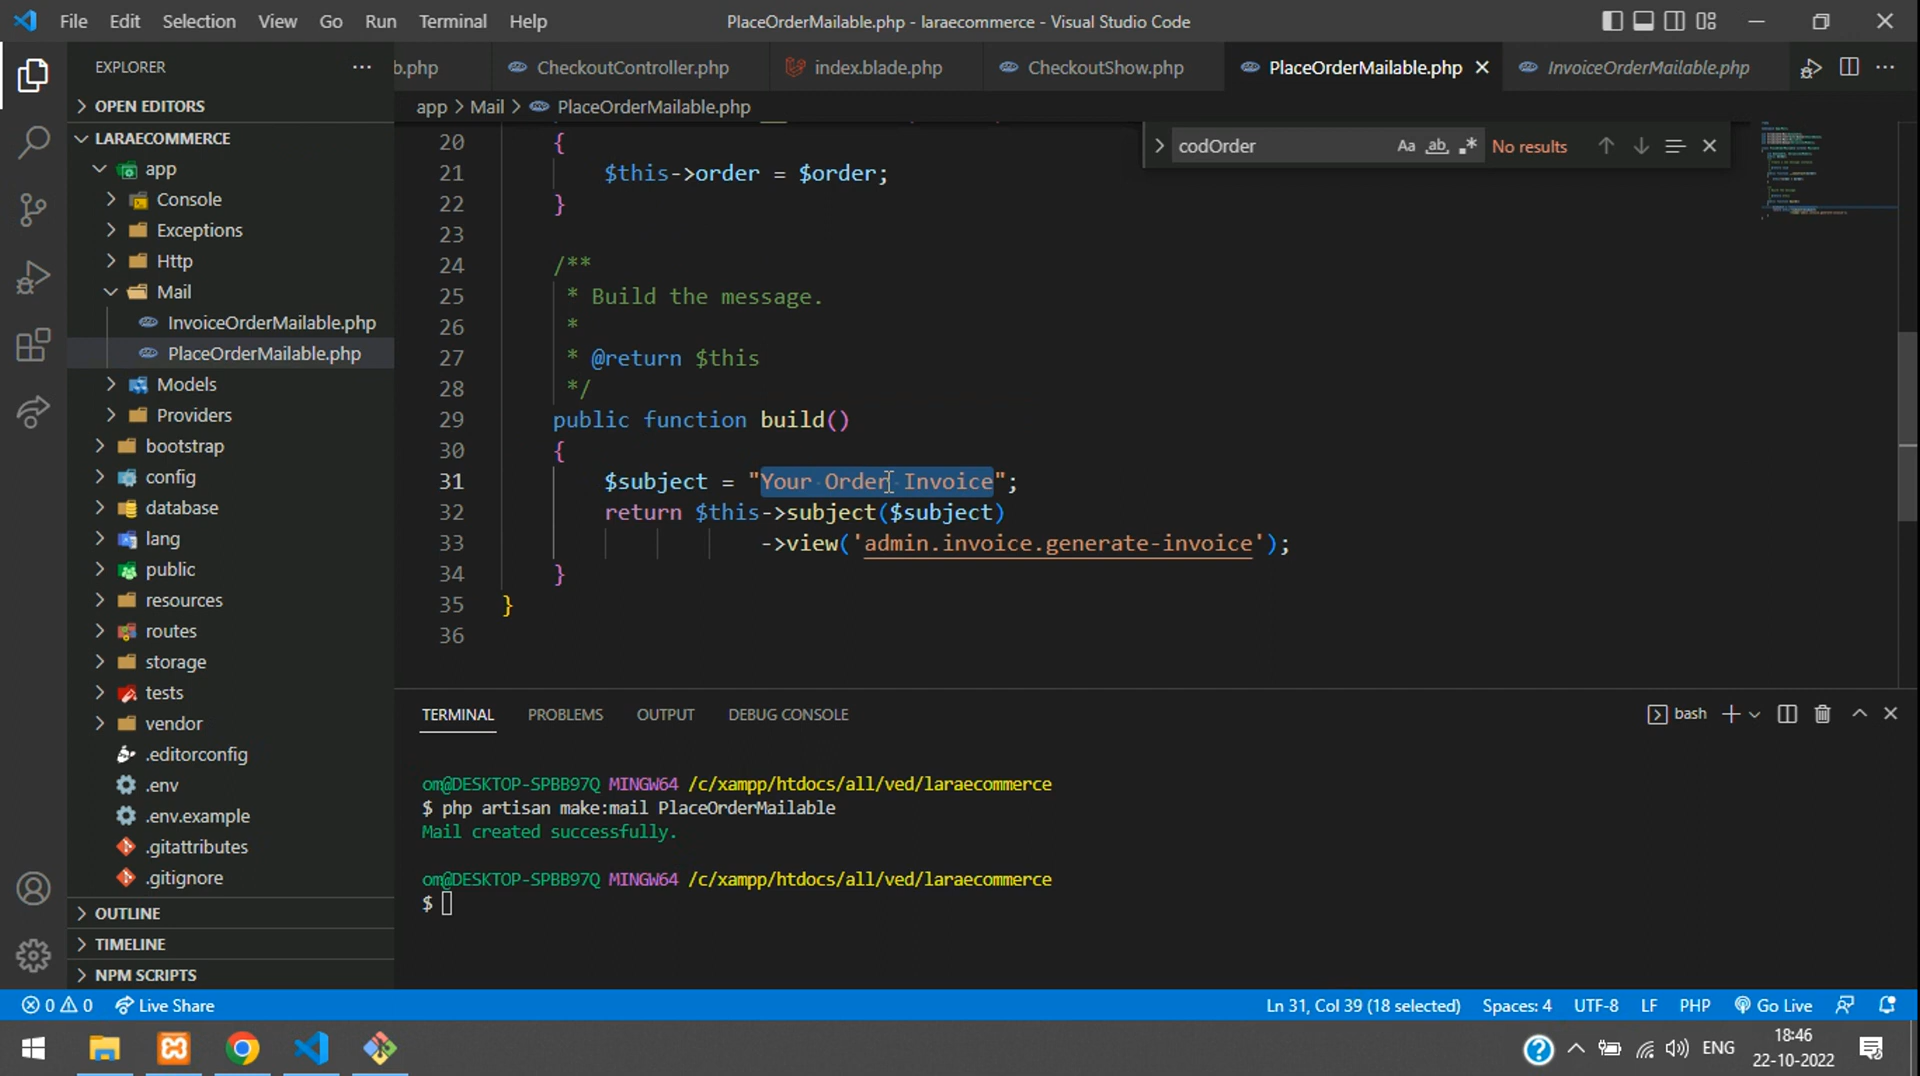 File Edit Selection View Go Run Terminal Help
PlaceOrderMailable.php - laraecommerce - Visual Studio Code
EXPLORER
b.php
CheckoutController.php
index.blade.php
CheckoutShow.php
PlaceOrderMailable.php
InvoiceOrderMailable.php
OPEN EDITORS
LARAECOMMERCE
app
Console
Exceptions
Http
Mail
InvoiceOrderMailable.php
PlaceOrderMailable.php
Models
Providers
bootstrap
config
database
lang
public
resources
routes
storage
tests
vendor
.editorconfig
.env
.env.example
.gitattributes
.gitignore
OUTLINE
TIMELINE
NPM SCRIPTS
app > Mail > PlaceOrderMailable.php
codOrder Aa ab .* No results
20 {
21 $this->order = $order;
22 }
23
24 /**
25 * Build the message.
26 *
27 * @return $this
28 */
29 public function build()
30 {
31 $subject = "Your Order Invoice";
32 return $this->subject($subject)
33 ->view('admin.invoice.generate-invoice');
34 }
35 }
36
TERMINAL PROBLEMS OUTPUT DEBUG CONSOLE
bash
om@DESKTOP-SPBB97Q MINGW64 /c/xampp/htdocs/all/ved/laraecommerce
$ php artisan make:mail PlaceOrderMailable
Mail created successfully.
om@DESKTOP-SPBB97Q MINGW64 /c/xampp/htdocs/all/ved/laraecommerce
$
0 0 Live Share
Ln 31, Col 39 (18 selected) Spaces: 4 UTF-8 LF PHP Go Live
ENG
18:46
22-10-2022